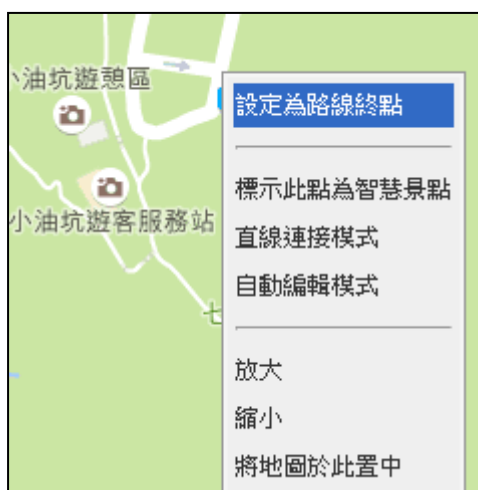 小油坑遊憩區
小油坑遊客服務站
七
設定為路線終點
標示此點為智慧景點
直線連接模式
自動編輯模式
放大
縮小
將地圖於此置中